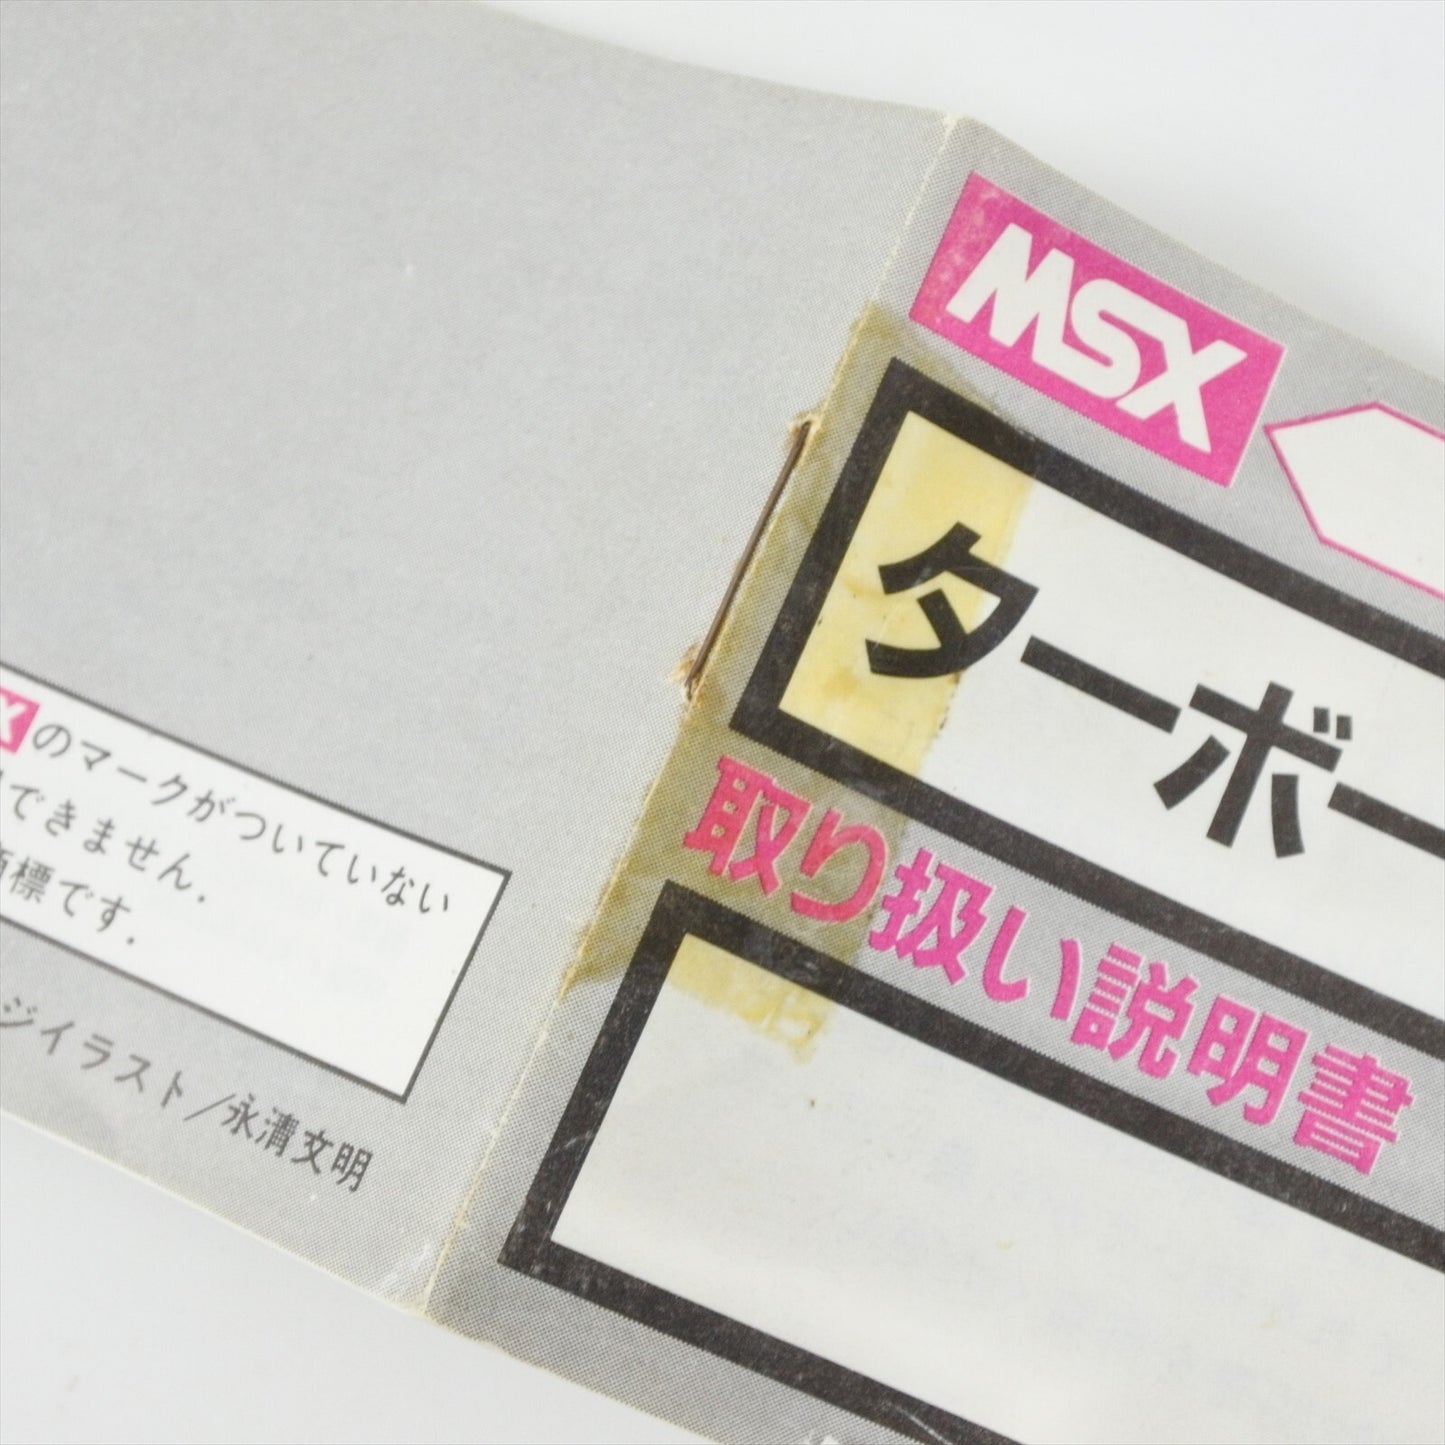 MSX
ターボー
取り扱い説明書
のマークがついていない
できません．
標です．
ジイラスト／永清文明